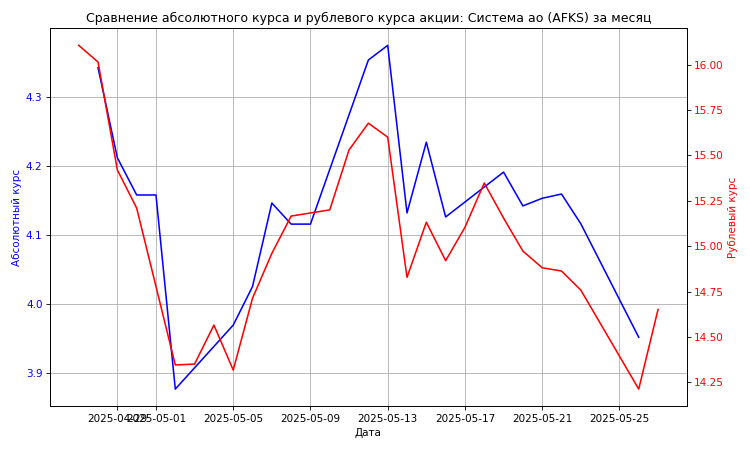 Сравнение абсолютного курса и рублевого курса акции: Система ао (AFKS) за месяц
Абсолютный курс
4.3
4.2
4.1
4.0
3.9
16.00
15.75
15.50
15.25
15.00
14.75
14.50
14.25
Рублевый курс
2025-04-29 2025-05-01 2025-05-05 2025-05-09 2025-05-13 2025-05-17 2025-05-21 2025-05-25
Дата